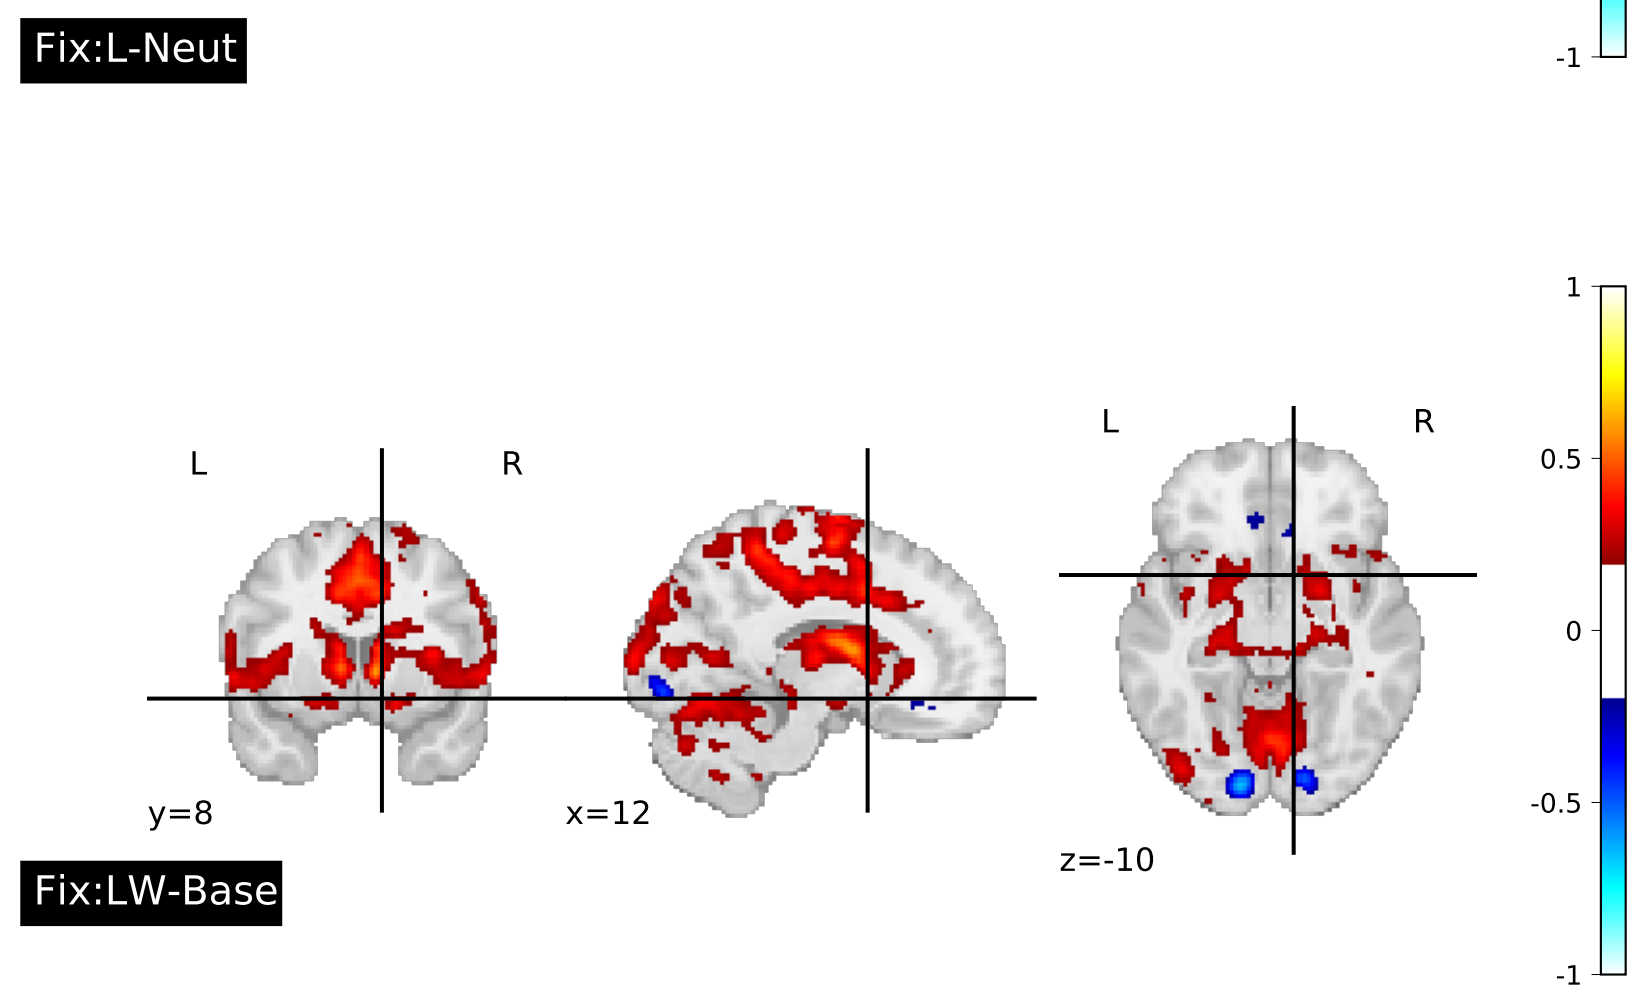 Fix:L-Neut
-1
1
L
R
0.5
L
R
0
-0.5
y=8
x=12
z=-10
Fix:LW-Base
-1